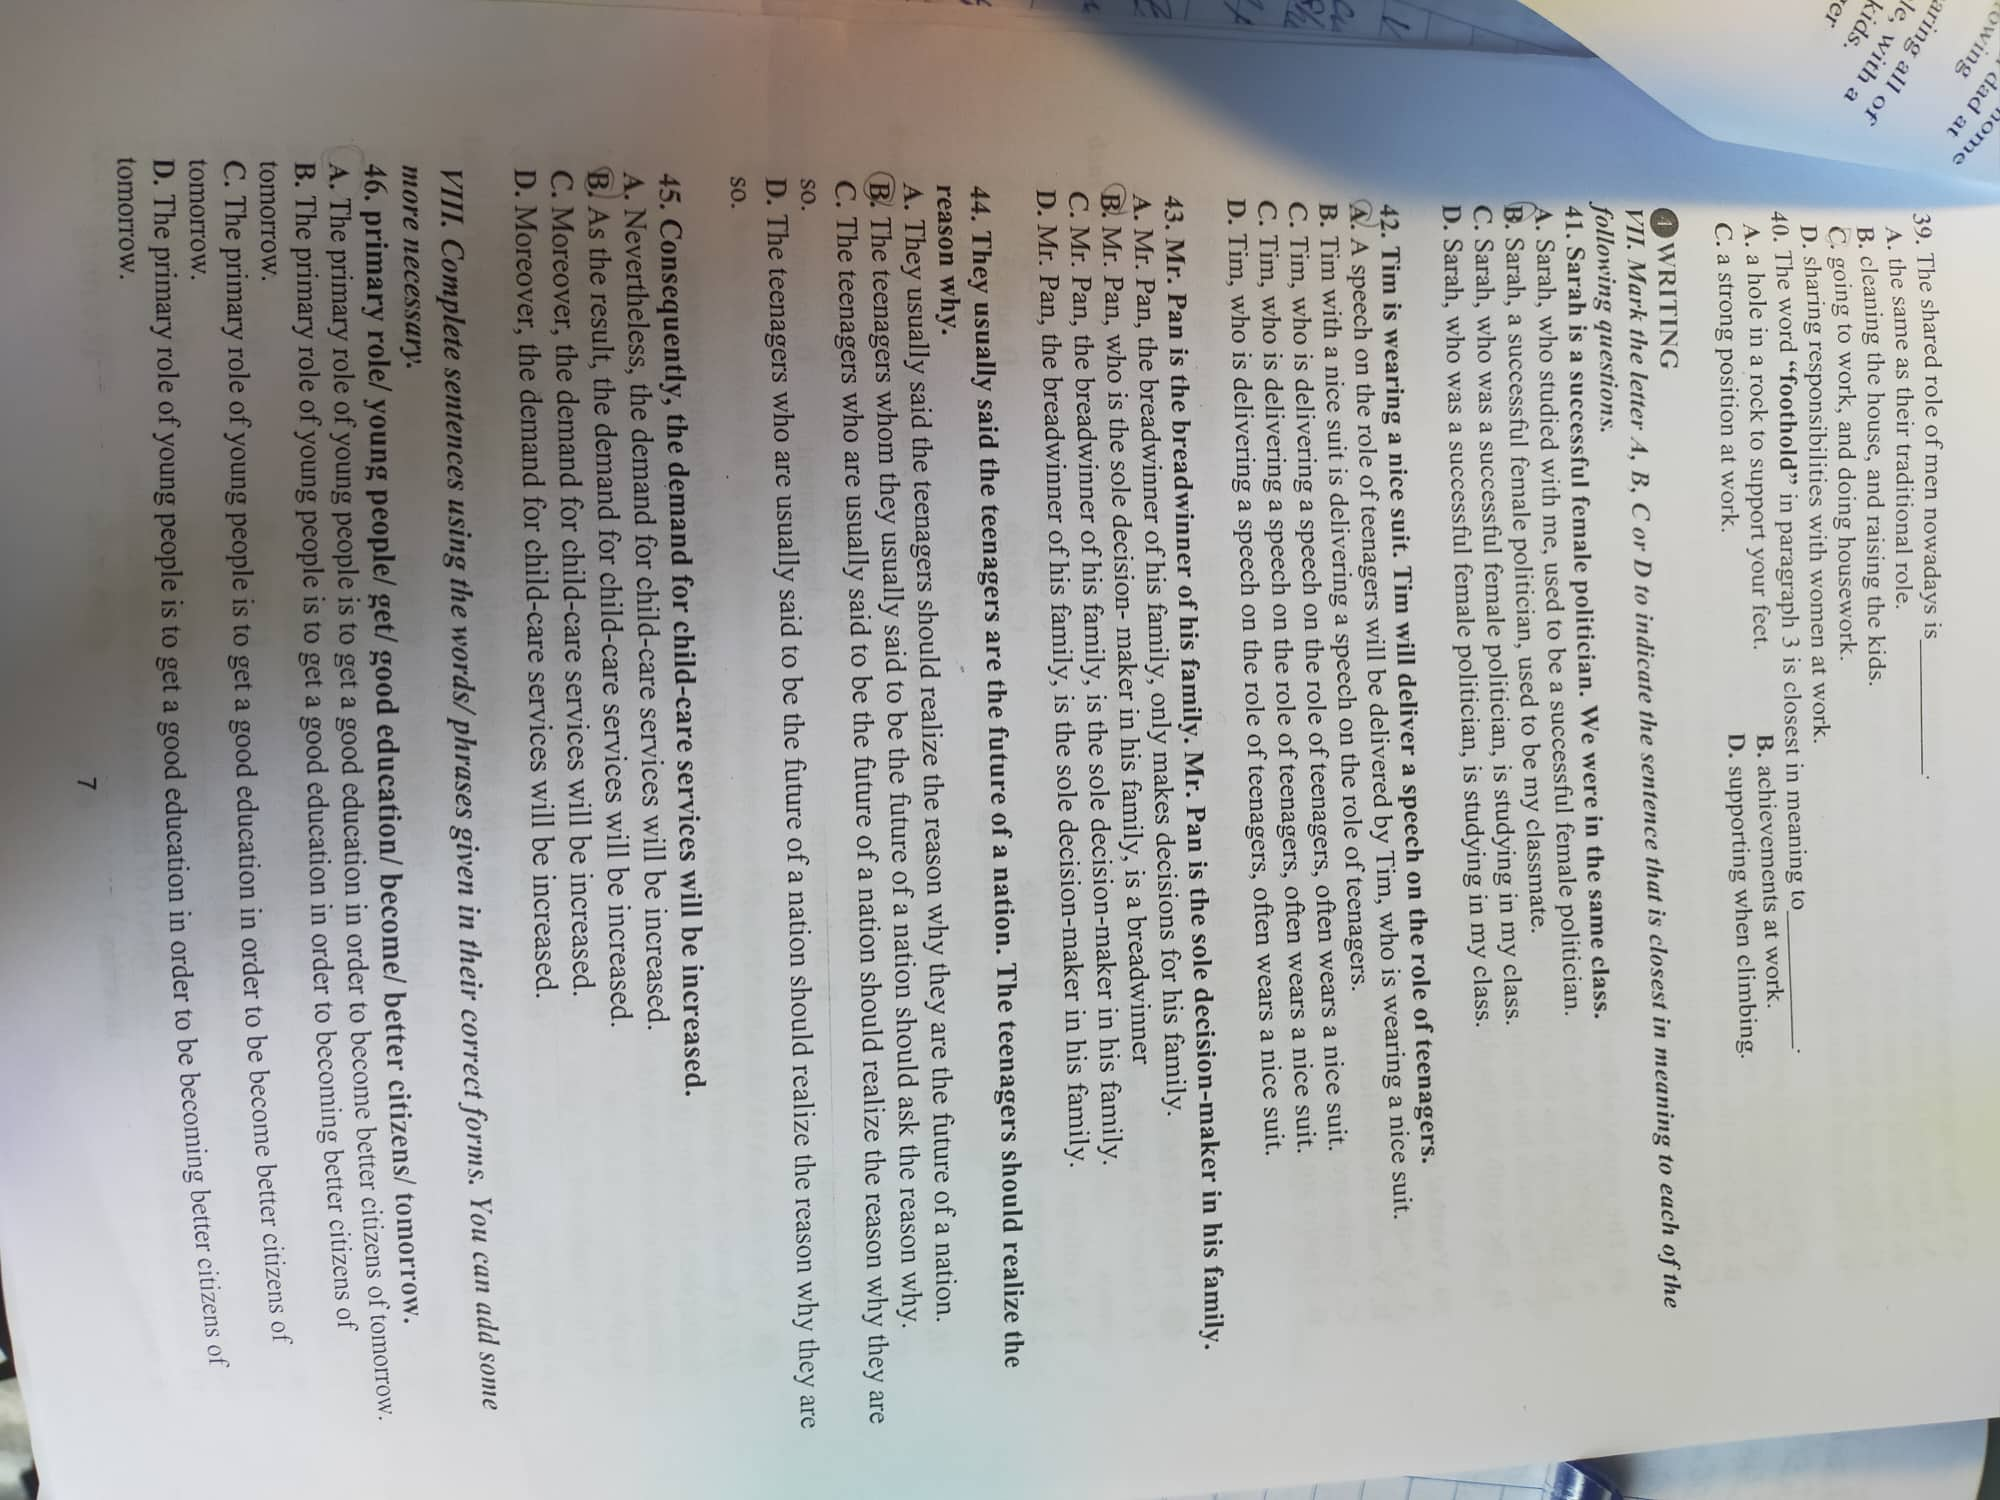 home
dad at
owing
aring all or
le, with a
kids.
er
39. The shared role of men nowadays is __________.
A. the same as their traditional role.
B. cleaning the house, and raising the kids.
C. going to work, and doing housework.
D. sharing responsibilities with women at work.
40. The word “foothold” in paragraph 3 is closest in meaning to __________.
A. a hole in a rock to support your feet. B. achievements at work.
C. a strong position at work. D. supporting when climbing.
4 WRITING
VII. Mark the letter A, B, C or D to indicate the sentence that is closest in meaning to each of the
following questions.
41. Sarah is a successful female politician. We were in the same class.
A. Sarah, who studied with me, used to be a successful female politician.
B. Sarah, a successful female politician, used to be my classmate.
C. Sarah, who was a successful female politician, is studying in my class.
D. Sarah, who was a successful female politician, is studying in my class.
42. Tim is wearing a nice suit. Tim will deliver a speech on the role of teenagers.
A. A speech on the role of teenagers will be delivered by Tim, who is wearing a nice suit.
B. Tim with a nice suit is delivering a speech on the role of teenagers.
C. Tim, who is delivering a speech on the role of teenagers, often wears a nice suit.
C. Tim, who is delivering a speech on the role of teenagers, often wears a nice suit.
D. Tim, who is delivering a speech on the role of teenagers, often wears a nice suit.
43. Mr. Pan is the breadwinner of his family. Mr. Pan is the sole decision-maker in his family.
A. Mr. Pan, the breadwinner of his family, only makes decisions for his family.
B. Mr. Pan, who is the sole decision- maker in his family, is a breadwinner
C. Mr. Pan, the breadwinner of his family, is the sole decision-maker in his family.
D. Mr. Pan, the breadwinner of his family, is the sole decision-maker in his family.
44. They usually said the teenagers are the future of a nation. The teenagers should realize the
reason why.
A. They usually said the teenagers should realize the reason why they are the future of a nation.
B. The teenagers whom they usually said to be the future of a nation should ask the reason why.
C. The teenagers who are usually said to be the future of a nation should realize the reason why they are
so.
D. The teenagers who are usually said to be the future of a nation should realize the reason why they are
so.
45. Consequently, the demand for child-care services will be increased.
A. Nevertheless, the demand for child-care services will be increased.
B. As the result, the demand for child-care services will be increased.
C. Moreover, the demand for child-care services will be increased.
D. Moreover, the demand for child-care services will be increased.
VII. Complete sentences using the words/ phrases given in their correct forms. You can add some
more necessary.
46. primary role/ young people/ get/ good education/ become/ better citizens/ tomorrow.
A. The primary role of young people is to get a good education in order to become better citizens of tomorrow.
B. The primary role of young people is to get a good education in order to becoming better citizens of
tomorrow.
C. The primary role of young people is to get a good education in order to be become better citizens of
tomorrow.
D. The primary role of young people is to get a good education in order to be becoming better citizens of
tomorrow.
7